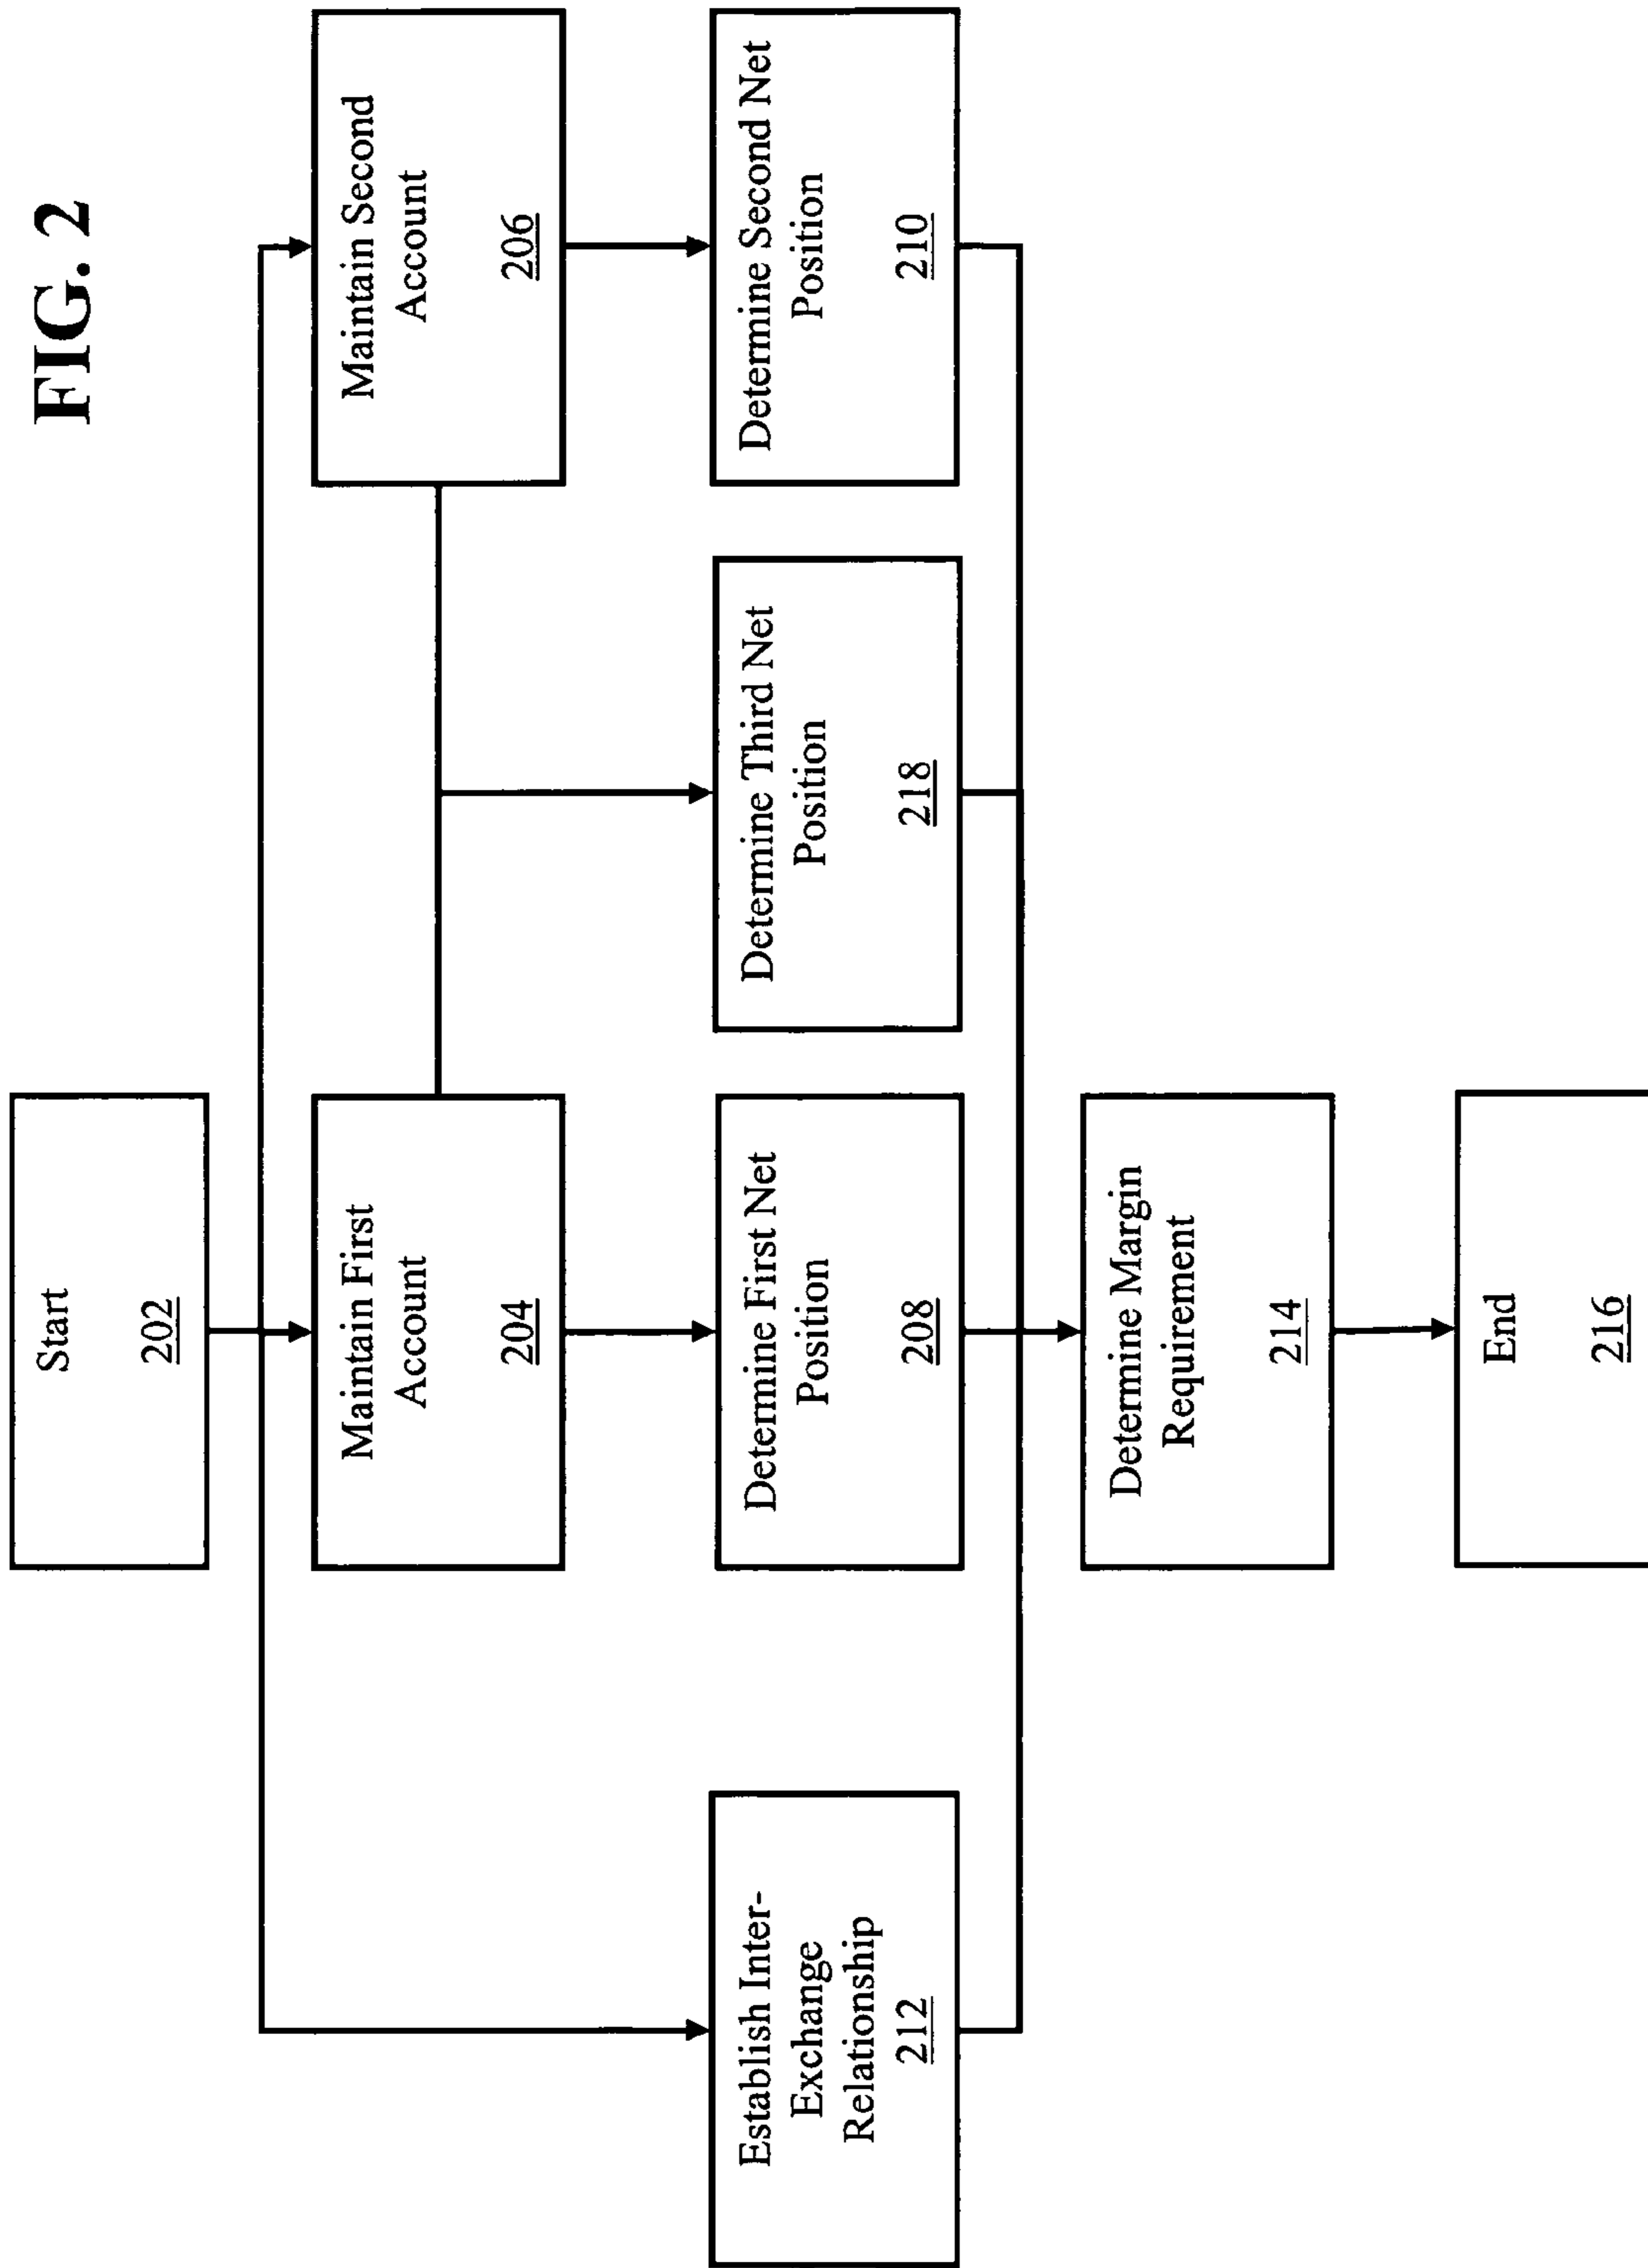 FIG. 2
Start
202
Maintain First
Account
204
Maintain Second
Account
206
Establish Inter-
Exchange
Relationship
212
Determine First Net
Position
208
Determine Third Net
Position
218
Determine Second Net
Position
210
Determine Margin
Requirement
214
End
216